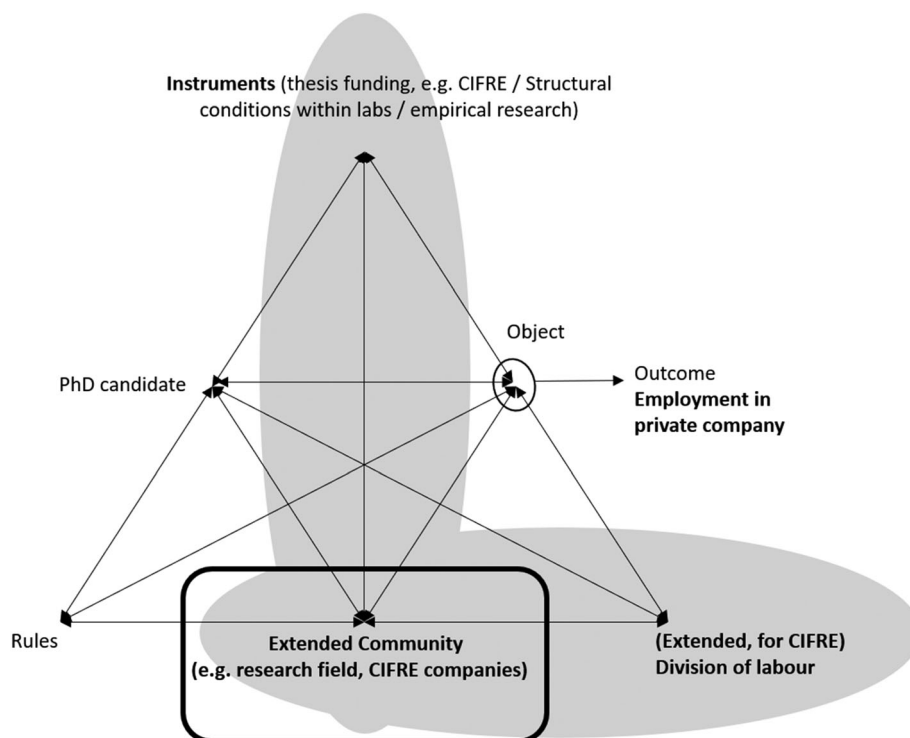 Instruments (thesis funding, e.g. CIFRE / Structural
conditions within labs / empirical research)
Object
PhD candidate
Outcome
Employment in
private company
Rules
Extended Community
(e.g. research field, CIFRE companies)
(Extended, for CIFRE)
Division of labour